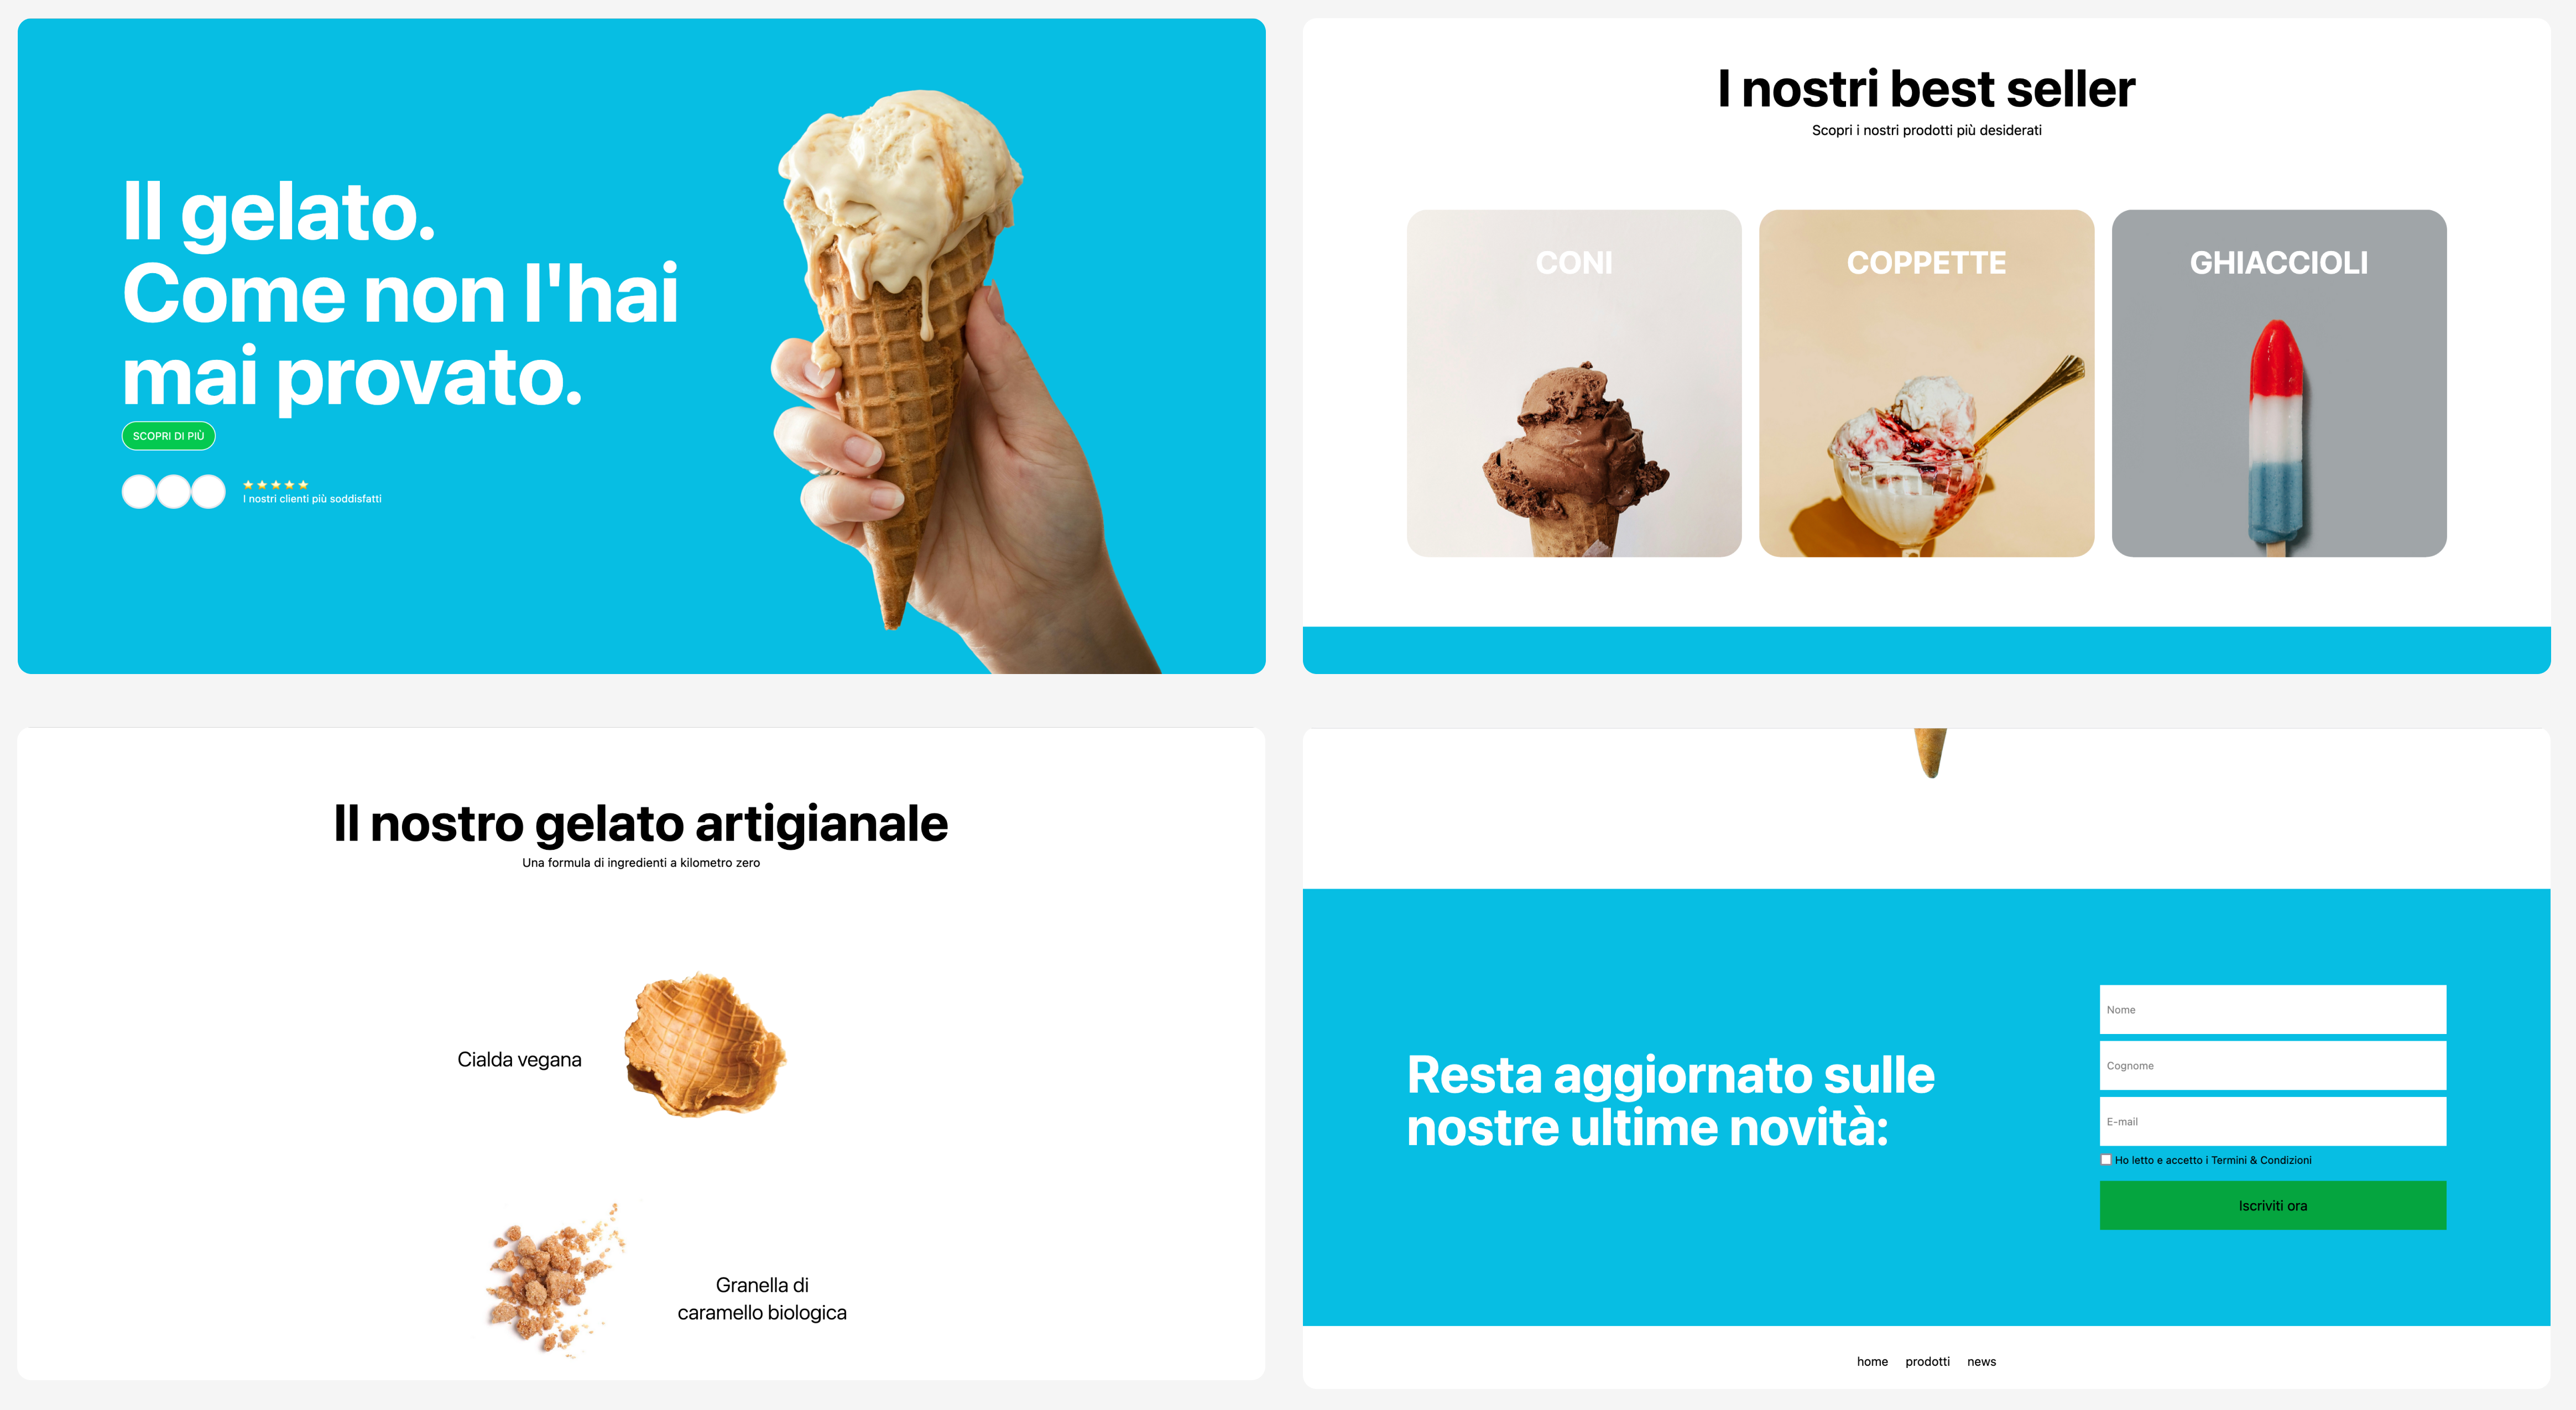 Il gelato.
Come non l'hai
mai provato.
SCOPRI DI PIÙ
I nostri clienti più soddisfatti
I nostri best seller
Scopri i nostri prodotti più desiderati
CONI
COPPETTE
GHIACCIOLI
Il nostro gelato artigianale
Una formula di ingredienti a kilometro zero
Cialda vegana
Granella di
caramello biologica
Resta aggiornato sulle
nostre ultime novità:
Nome
Cognome
E-mail
Ho letto e accetto i Termini & Condizioni
Iscriviti ora
home prodotti news